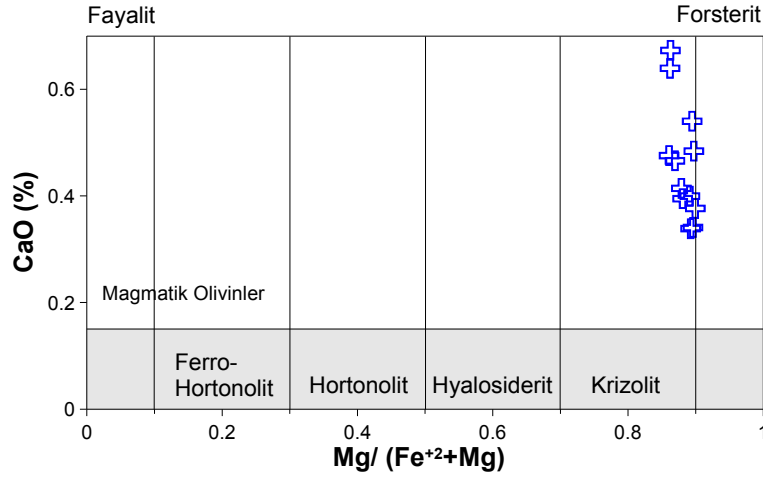 Fayalit Forsterit
0.6
0.4
0.2
0
CaO (%)
Magmatik Olivinler
Ferro-
Hortonolit
Hortonolit
Hyalosiderit
Krizolit
0 0.2 0.4 0.6 0.8 1
Mg/ (Fe⁺²+Mg)